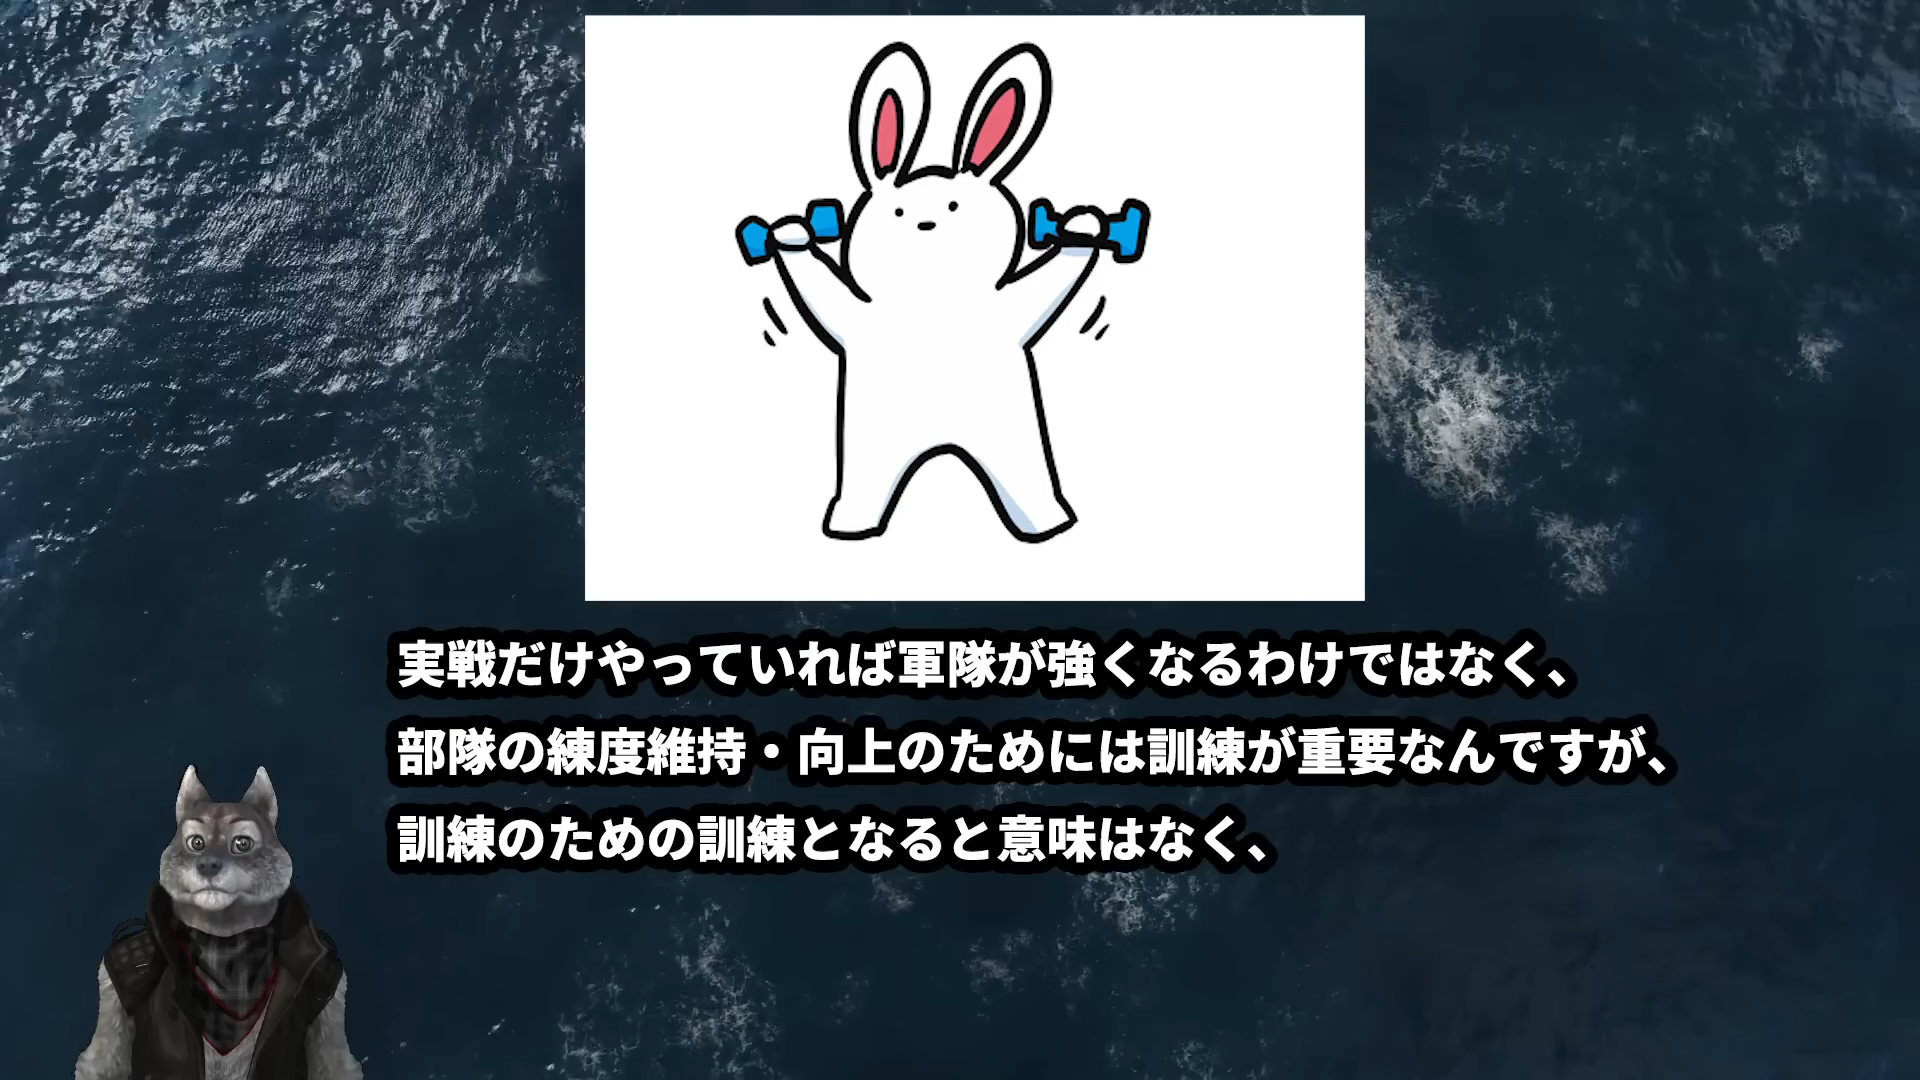 実戦だけやっていれば軍隊が強くなるわけではなく、
部隊の練度維持・向上のためには訓練が重要なんですが、
訓練のための訓練となると意味はなく、